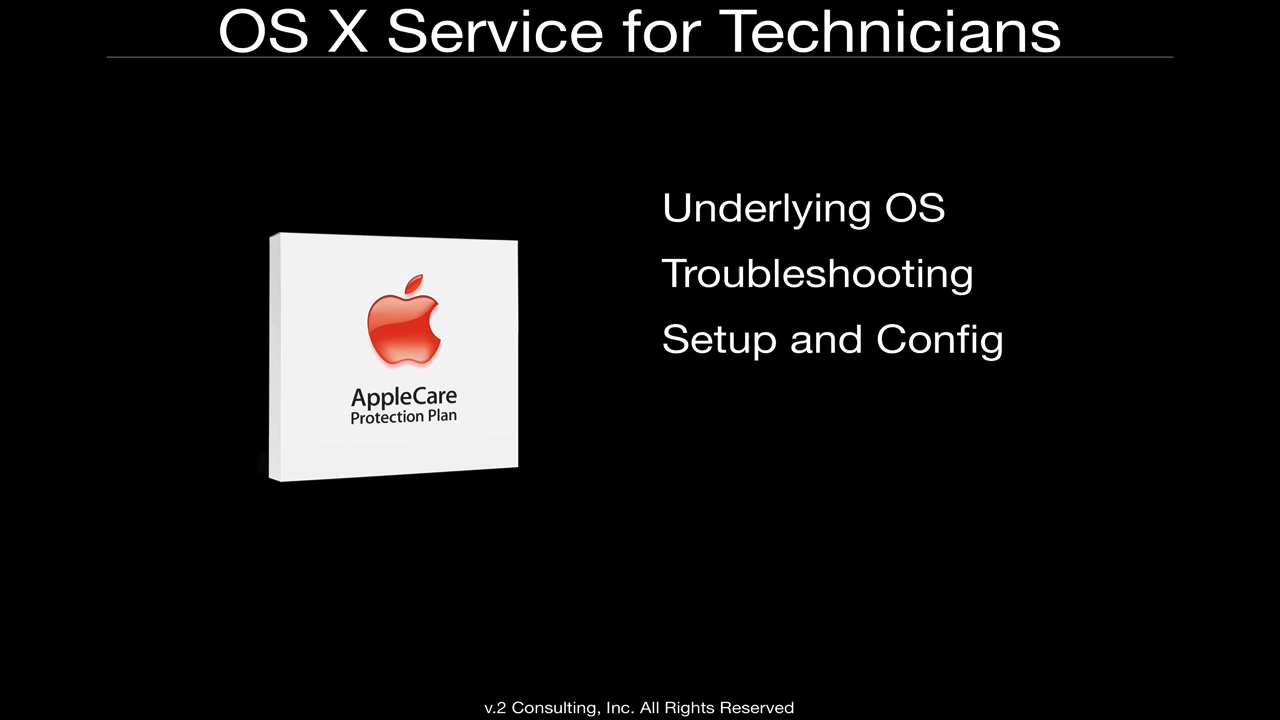 OS X Service for Technicians
Underlying OS
Troubleshooting
Setup and Config
AppleCare
Protection Plan
v.2 Consulting, Inc. All Rights Reserved